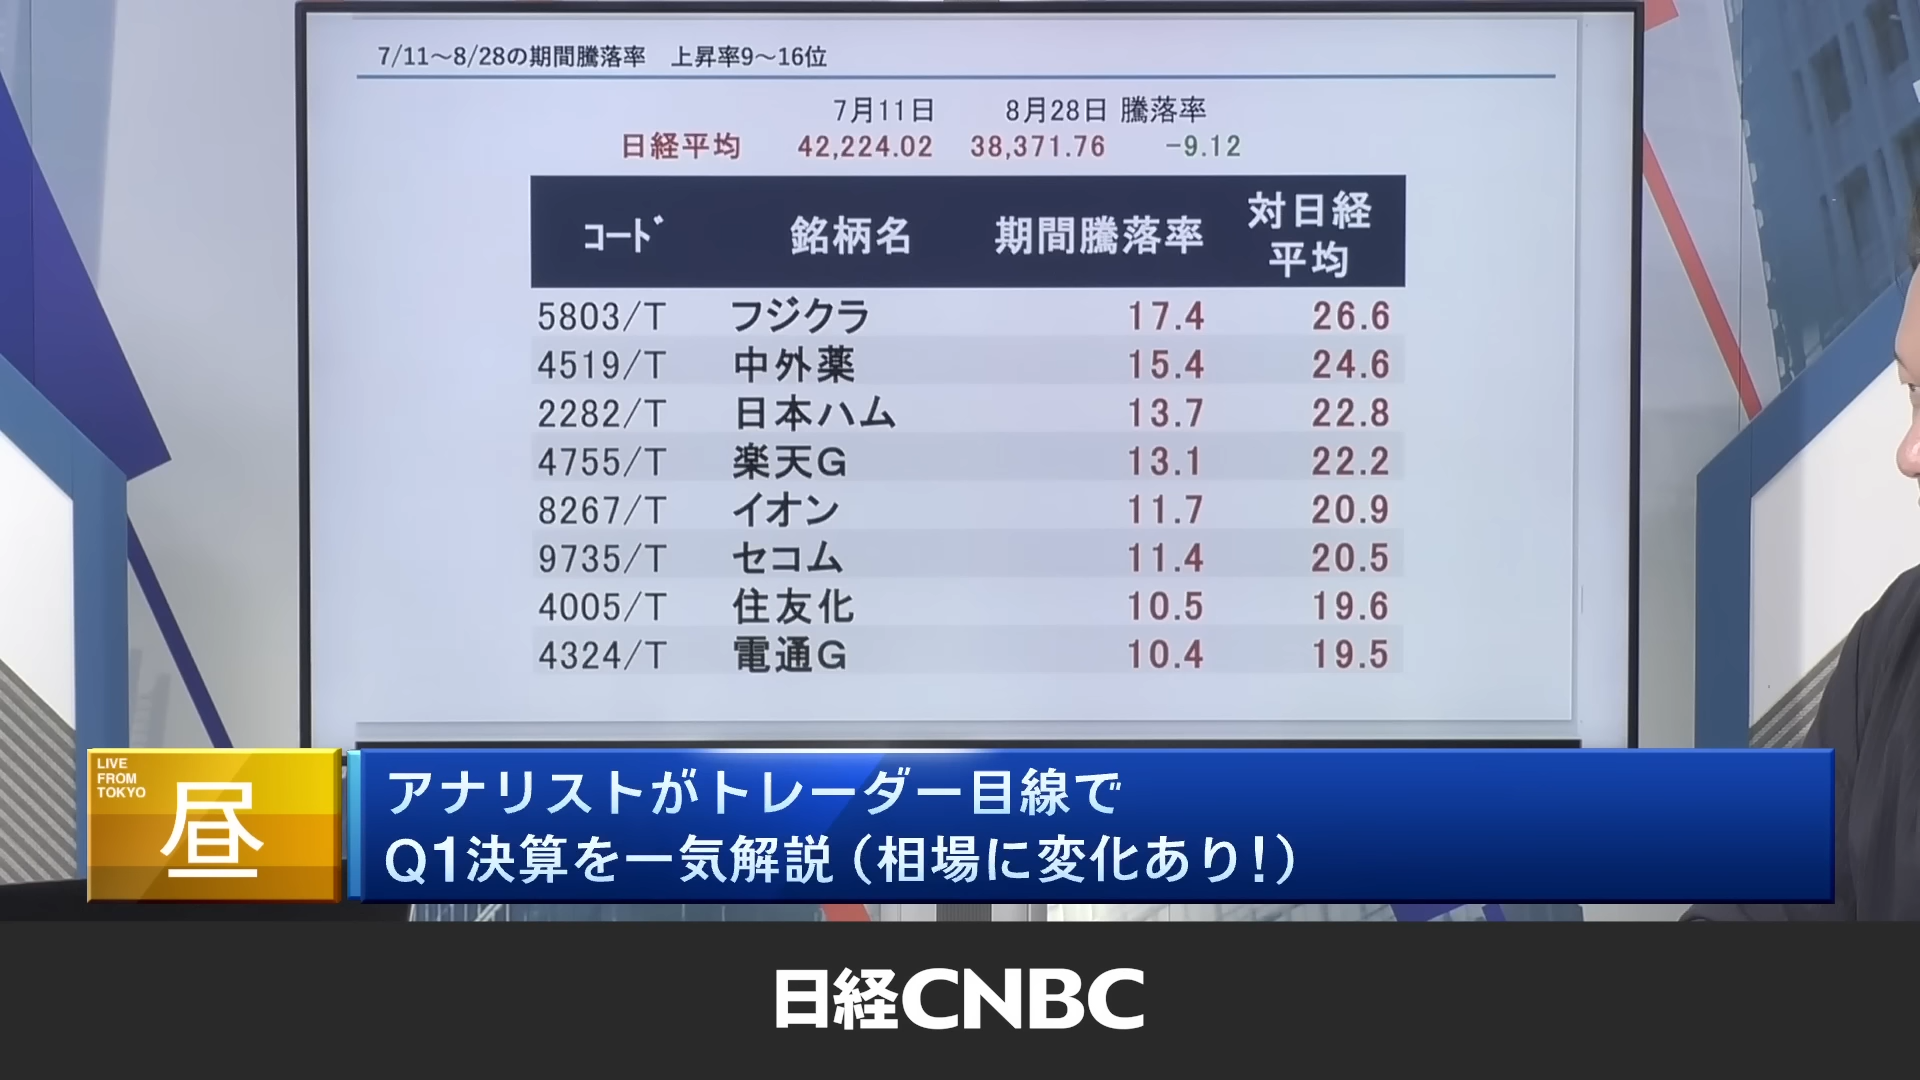 7/11～8/28の期間騰落率　上昇率9～16位
7月11日 8月28日 騰落率
日経平均 42,224.02 38,371.76 -9.12
ｺｰﾄﾞ 銘柄名 期間騰落率 対日経平均
5803/T フジクラ 17.4 26.6
4519/T 中外薬 15.4 24.6
2282/T 日本ハム 13.7 22.8
4755/T 楽天G 13.1 22.2
8267/T イオン 11.7 20.9
9735/T セコム 11.4 20.5
4005/T 住友化 10.5 19.6
4324/T 電通G 10.4 19.5
LIVE
FROM
TOKYO
昼
アナリストがトレーダー目線で
Q1決算を一気解説（相場に変化あり!）
日経CNBC